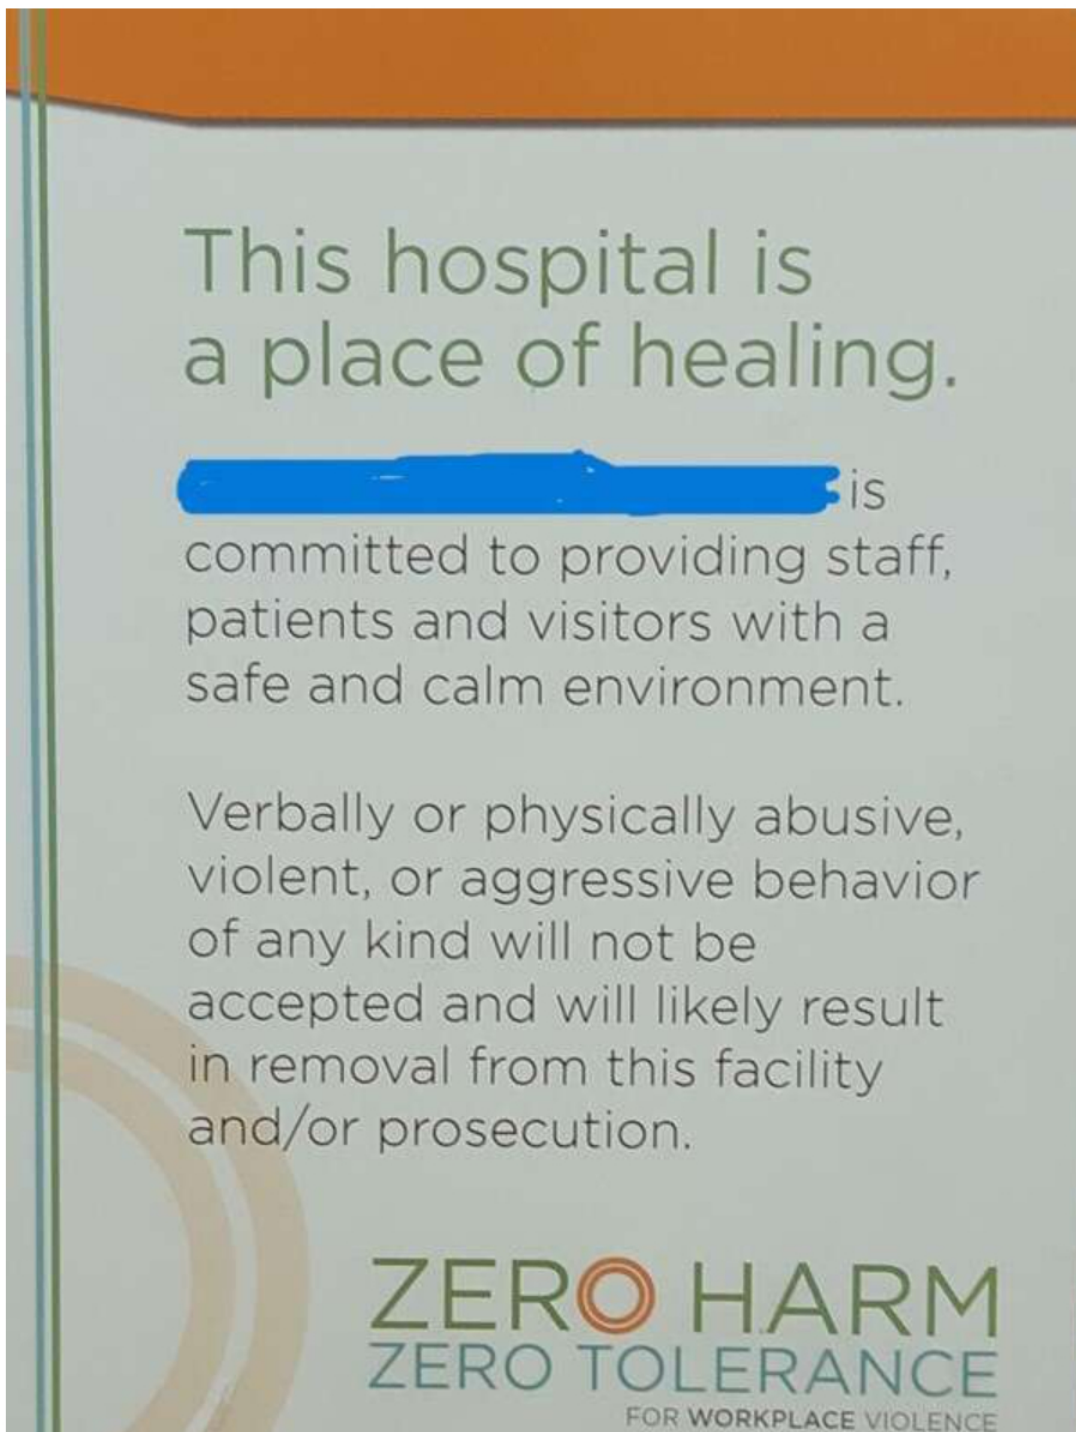 This hospital is
a place of healing.
is
committed to providing staff,
patients and visitors with a
safe and calm environment.
Verbally or physically abusive,
violent, or aggressive behavior
of any kind will not be
accepted and will likely result
in removal from this facility
and/or prosecution.
ZERO HARM
ZERO TOLERANCE
FOR WORKPLACE VIOLENCE